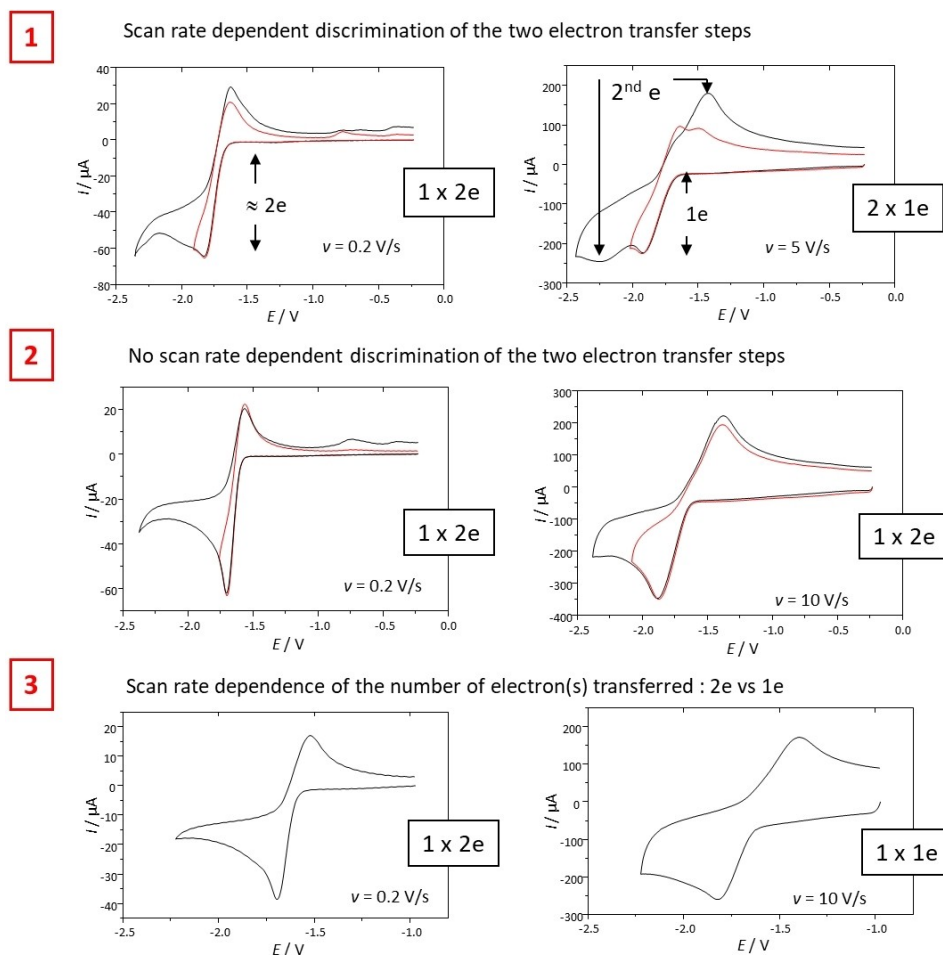 1
Scan rate dependent discrimination of the two electron transfer steps
40
20
0
-20
-40
-60
-80
I / µA
≈ 2e
1 x 2e
v = 0.2 V/s
-2.5 -2.0 -1.5 -1.0 -0.5 0.0
E / V
200
100
0
-100
-200
-300
I / µA
2nd e
1e
2 x 1e
v = 5 V/s
-2.5 -2.0 -1.5 -1.0 -0.5 0.0
E / V
2
No scan rate dependent discrimination of the two electron transfer steps
20
0
-20
-40
-60
I / µA
1 x 2e
v = 0.2 V/s
-2.5 -2.0 -1.5 -1.0 -0.5 0.0
E / V
300
200
100
0
-100
-200
-300
-400
I / µA
1 x 2e
v = 10 V/s
-2.5 -2.0 -1.5 -1.0 -0.5 0.0
E / V
3
Scan rate dependence of the number of electron(s) transferred : 2e vs 1e
20
10
0
-10
-20
-30
-40
I / µA
1 x 2e
v = 0.2 V/s
-2.5 -2.0 -1.5 -1.0
E / V
200
100
0
-100
-200
-300
I / µA
1 x 1e
v = 10 V/s
-2.5 -2.0 -1.5 -1.0
E / V